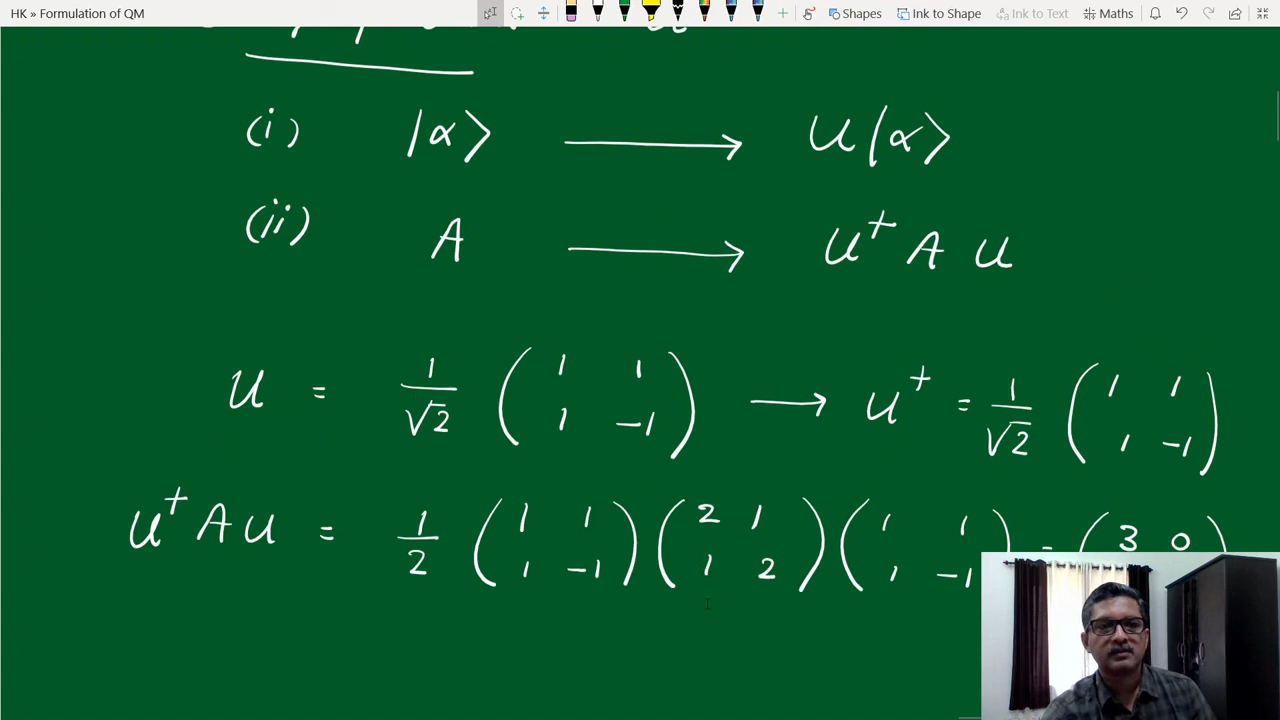 HK » Formulation of QM Shapes Ink to Shape Ink to Text Maths
(i) |α⟩ ⟶ U|α⟩
(ii) A ⟶ U† A U
U = 1/√2 ( 1 1 ; 1 −1 ) ⟶ U† = 1/√2 ( 1 1 ; 1 −1 )
U† A U = 1/2 ( 1 1 ; 1 −1 ) ( 2 1 ; 1 2 ) ( 1 1 ; 1 −1 = ( 3 0 )